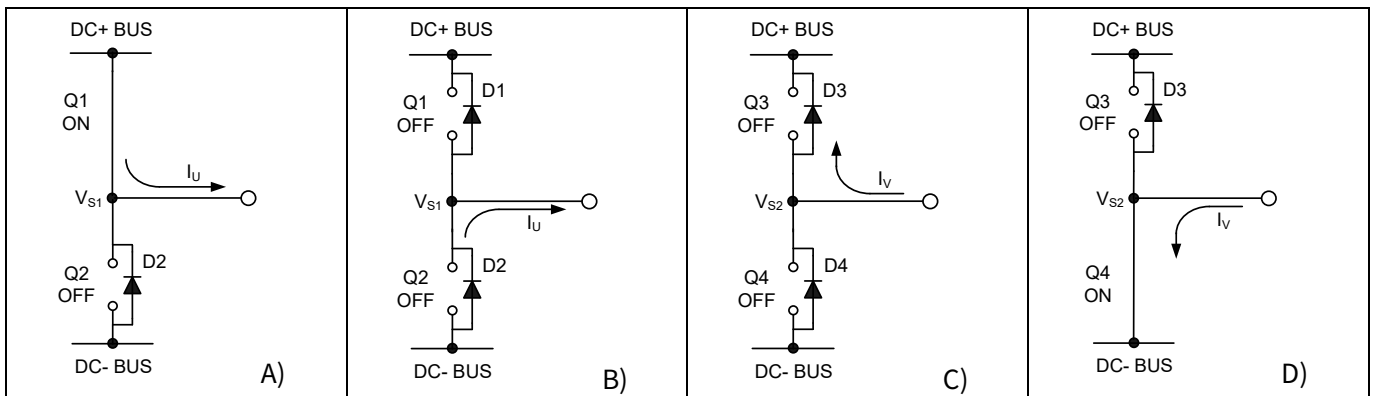 DC+ BUS
Q1
ON
I_U
V_S1
Q2
OFF
D2
DC- BUS
A)
DC+ BUS
Q1
OFF
D1
V_S1
I_U
Q2
OFF
D2
DC- BUS
B)
DC+ BUS
Q3
OFF
D3
I_V
V_S2
Q4
OFF
D4
DC- BUS
C)
DC+ BUS
Q3
OFF
D3
V_S2
I_V
Q4
ON
DC- BUS
D)